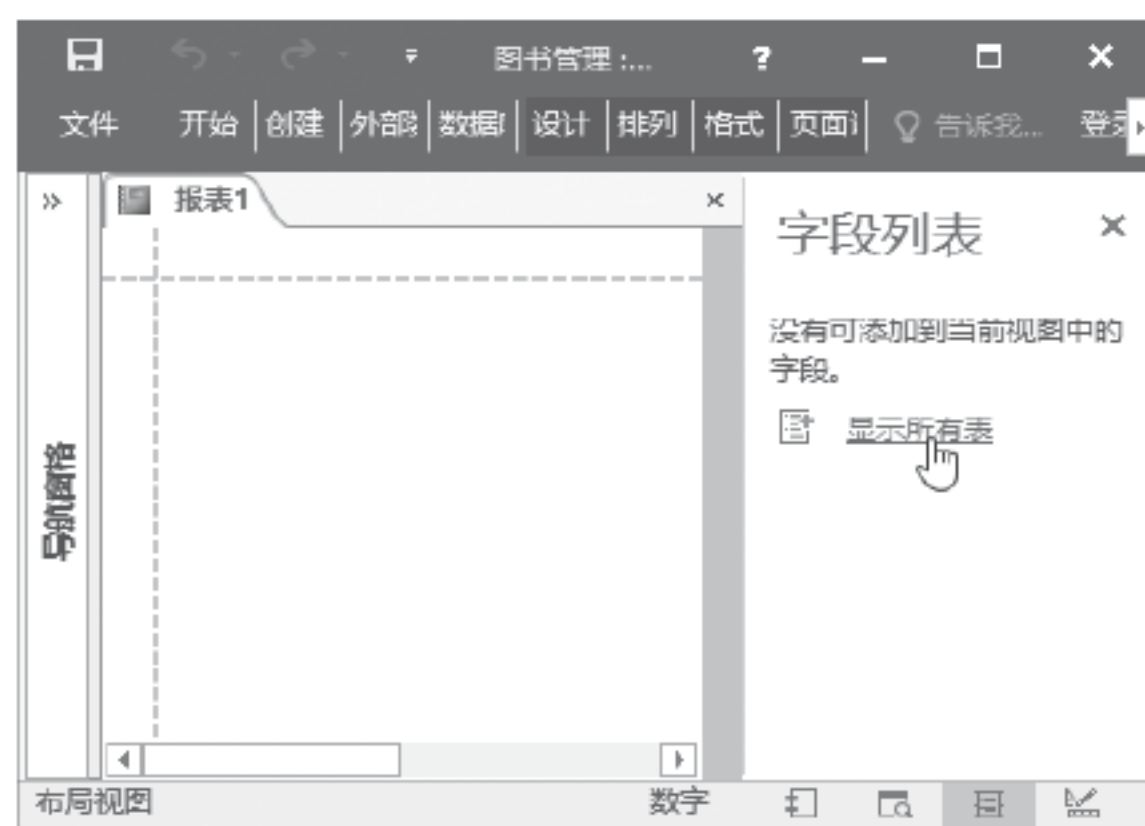 图书管理 :... ?
文件 开始 创建 外部 数据 设计 排列 格式 页面 告诉我... 登录
报表1
字段列表
没有可添加到当前视图中的
字段。
显示所有表
导航窗格
布局视图 数字